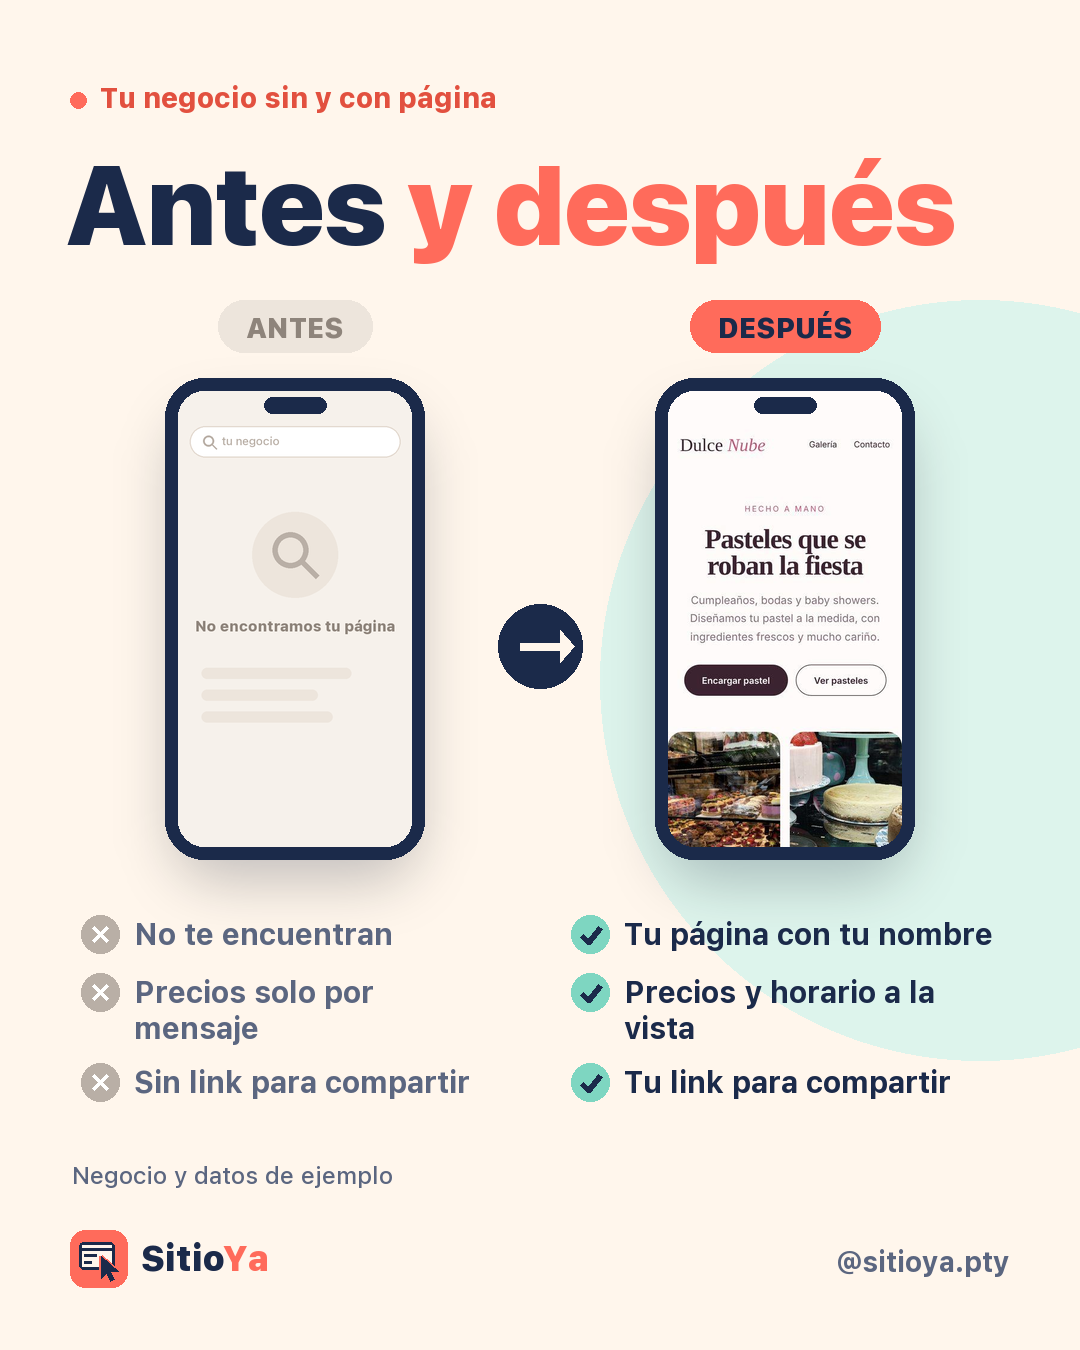 Tu negocio sin y con página
Antes y después
ANTES
tu negocio
No encontramos tu página
DESPUÉS
Dulce Nube
Galería
Contacto
HECHO A MANO
Pasteles que se
roban la fiesta
Cumpleaños, bodas y baby showers.
Diseñamos tu pastel a la medida, con
ingredientes frescos y mucho cariño.
Encargar pastel
Ver pasteles
No te encuentran
Precios solo por
mensaje
Sin link para compartir
Tu página con tu nombre
Precios y horario a la
vista
Tu link para compartir
Negocio y datos de ejemplo
SitioYa
@sitioya.pty